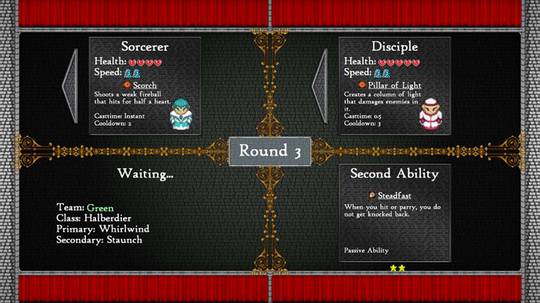 Sorcerer
Health:
Speed:
Scorch
Shoots a weak fireball
that hits for half a heart.
Casttime: Instant
Cooldown: 2
Disciple
Health:
Speed:
Pillar of Light
Creates a column of light
that damages enemies in
it.
Casttime: 0.5
Cooldown: 3
Round 3
Waiting...
Team: Green
Class: Halberdier
Primary: Whirlwind
Secondary: Staunch
Second Ability
Steadfast
When you hit or parry, you do
not get knocked back.
Passive Ability